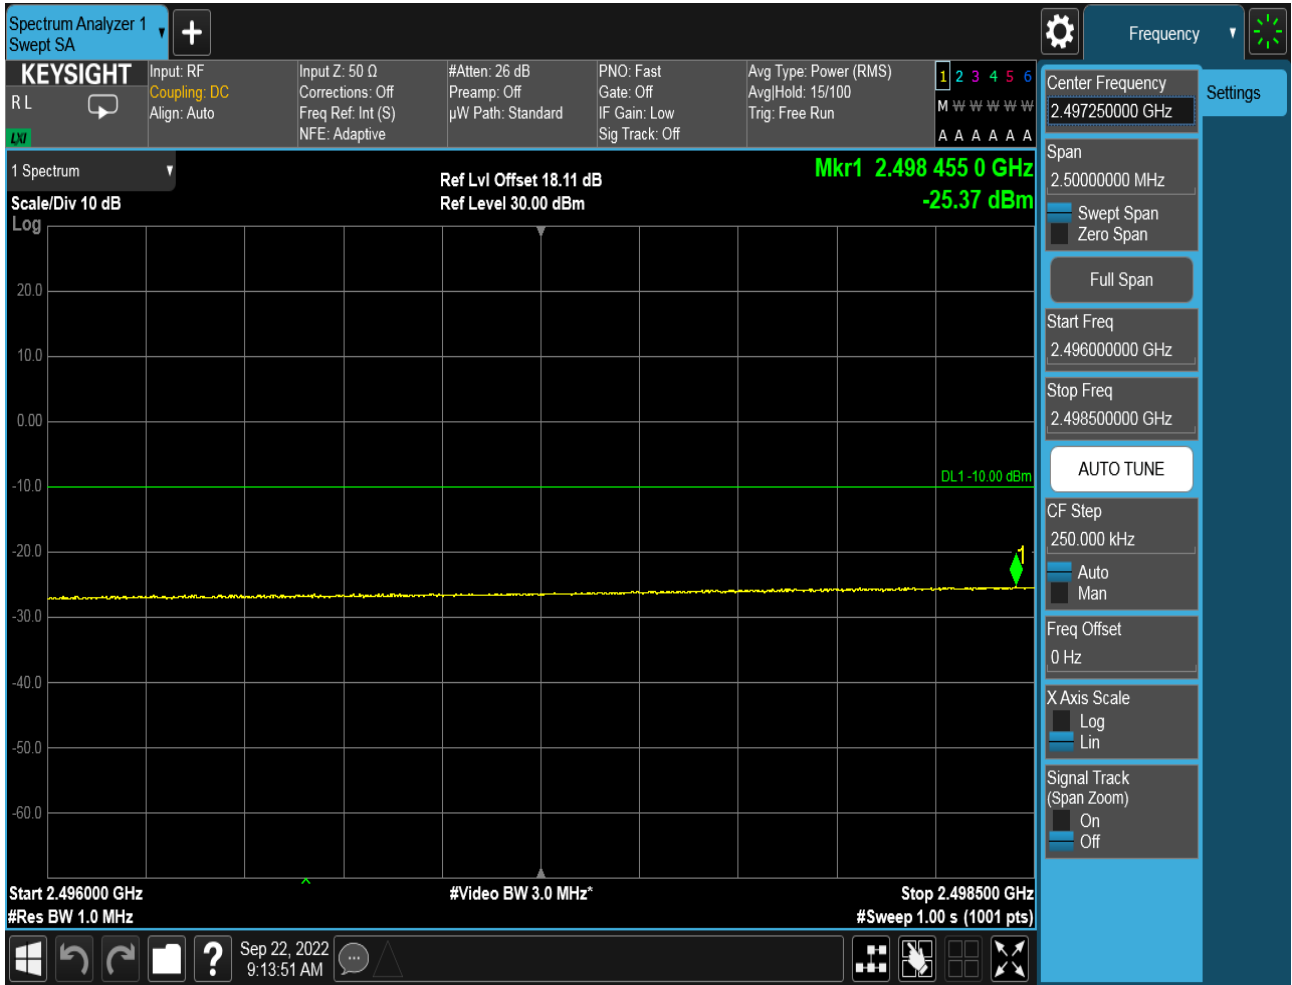 Spectrum Analyzer 1
Swept SA
Frequency
KEYSIGHT
R L
LXI
Input: RF
Coupling: DC
Align: Auto
Input Z: 50 Ω
Corrections: Off
Freq Ref: Int (S)
NFE: Adaptive
#Atten: 26 dB
Preamp: Off
µW Path: Standard
PNO: Fast
Gate: Off
IF Gain: Low
Sig Track: Off
Avg Type: Power (RMS)
Avg|Hold: 15/100
Trig: Free Run
1 2 3 4 5 6
M W W W W W
A A A A A A
1 Spectrum
Scale/Div 10 dB
Log
Ref Lvl Offset 18.11 dB
Ref Level 30.00 dBm
Mkr1 2.498 455 0 GHz
-25.37 dBm
20.0
10.0
0.00
-10.0
-20.0
-30.0
-40.0
-50.0
-60.0
DL1 -10.00 dBm
1
Start 2.496000 GHz
#Res BW 1.0 MHz
#Video BW 3.0 MHz*
Stop 2.498500 GHz
#Sweep 1.00 s (1001 pts)
Center Frequency
2.497250000 GHz
Span
2.50000000 MHz
Swept Span
Zero Span
Full Span
Start Freq
2.496000000 GHz
Stop Freq
2.498500000 GHz
AUTO TUNE
CF Step
250.000 kHz
Auto
Man
Freq Offset
0 Hz
X Axis Scale
Log
Lin
Signal Track
(Span Zoom)
On
Off
Settings
?
Sep 22, 2022
9:13:51 AM